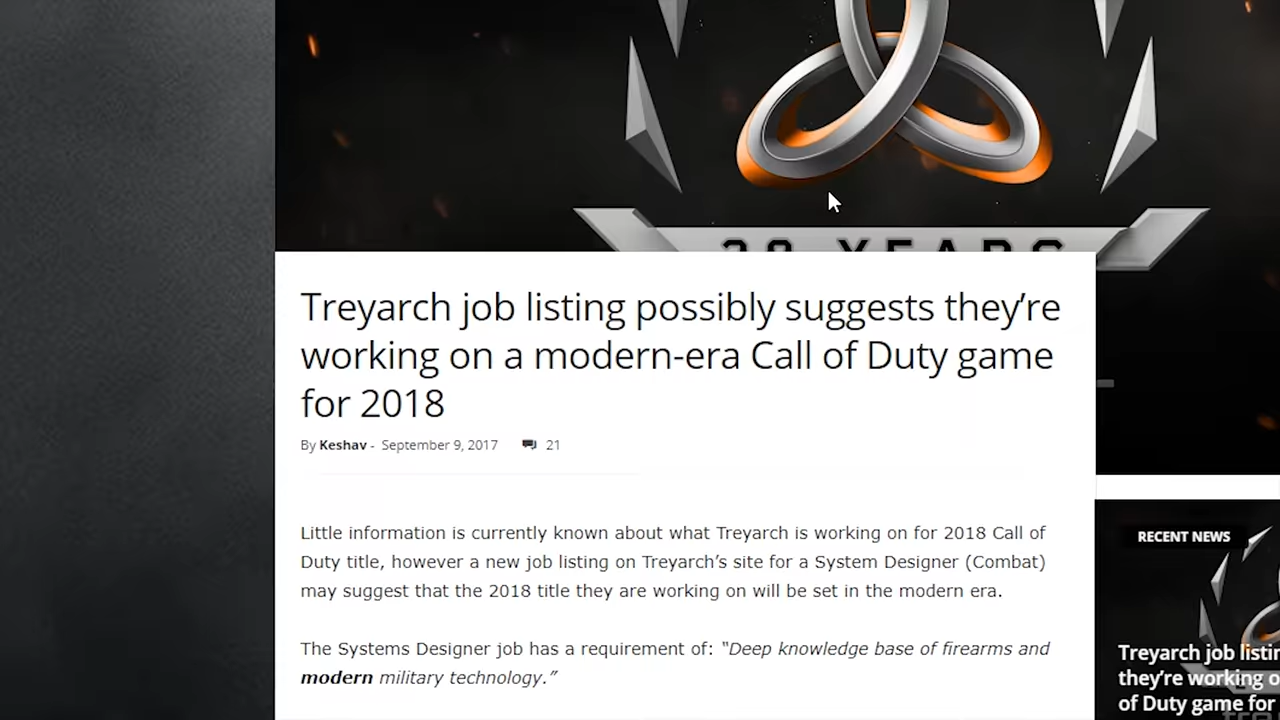 20 YEARS
Treyarch job listing possibly suggests they’re
working on a modern-era Call of Duty game
for 2018
By Keshav - September 9, 2017 21
Little information is currently known about what Treyarch is working on for 2018 Call of
Duty title, however a new job listing on Treyarch’s site for a System Designer (Combat)
may suggest that the 2018 title they are working on will be set in the modern era.
The Systems Designer job has a requirement of: “Deep knowledge base of firearms and
modern military technology.”
RECENT NEWS
Treyarch job listin
they’re working o
of Duty game for